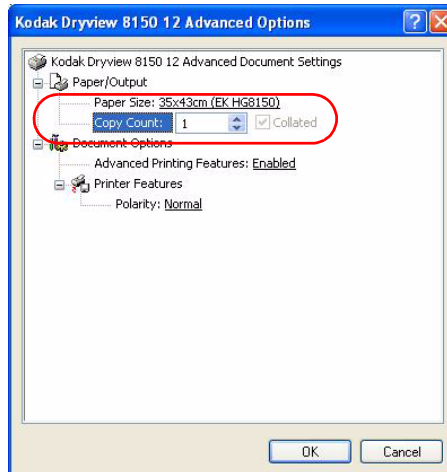 Kodak Dryview 8150 12 Advanced Options
Kodak Dryview 8150 12 Advanced Document Settings
Paper/Output
Paper Size: 35x43cm (EK HG8150)
Copy Count: 1 Collated
Document Options
Advanced Printing Features: Enabled
Printer Features
Polarity: Normal
OK Cancel